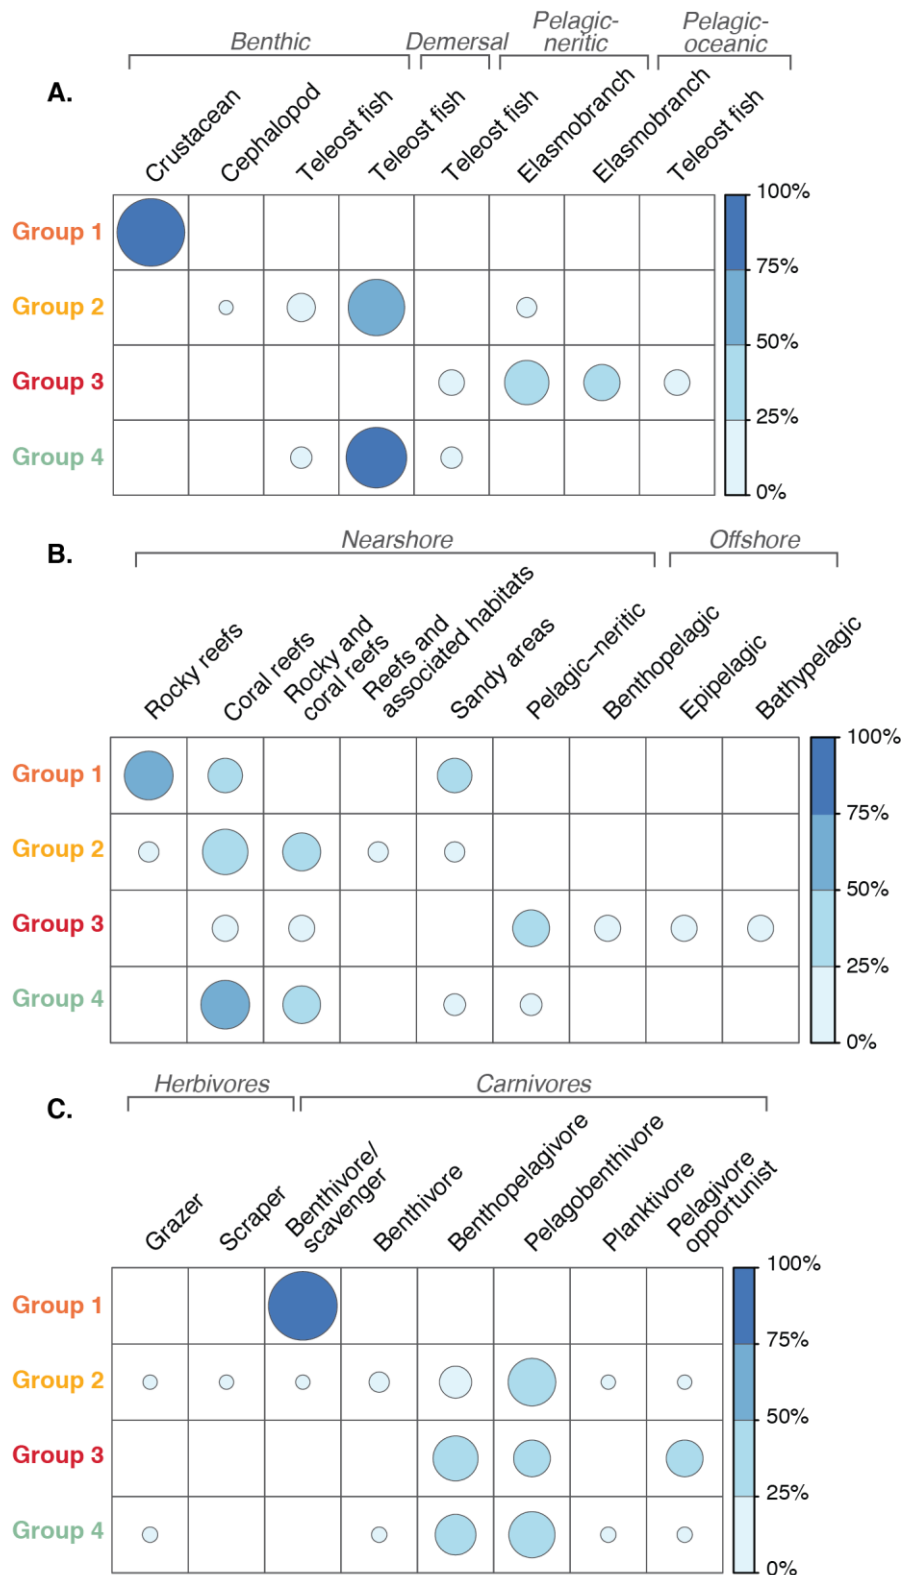 Benthic
Demersal
Pelagic-
neritic
Pelagic-
oceanic
A.
Crustacean
Cephalopod
Teleost fish
Teleost fish
Teleost fish
Elasmobranch
Elasmobranch
Teleost fish
Group 1
Group 2
Group 3
Group 4
100%
75%
50%
25%
0%
B.
Nearshore
Offshore
Rocky reefs
Coral reefs
Rocky and
coral reefs
Reefs and
associated habitats
Sandy areas
Pelagic–neritic
Benthopelagic
Epipelagic
Bathypelagic
Group 1
Group 2
Group 3
Group 4
100%
75%
50%
25%
0%
C.
Herbivores
Carnivores
Grazer
Scraper
Benthivore/
scavenger
Benthivore
Benthopelagivore
Pelagobenthivore
Planktivore
Pelagivore
opportunist
Group 1
Group 2
Group 3
Group 4
100%
75%
50%
25%
0%